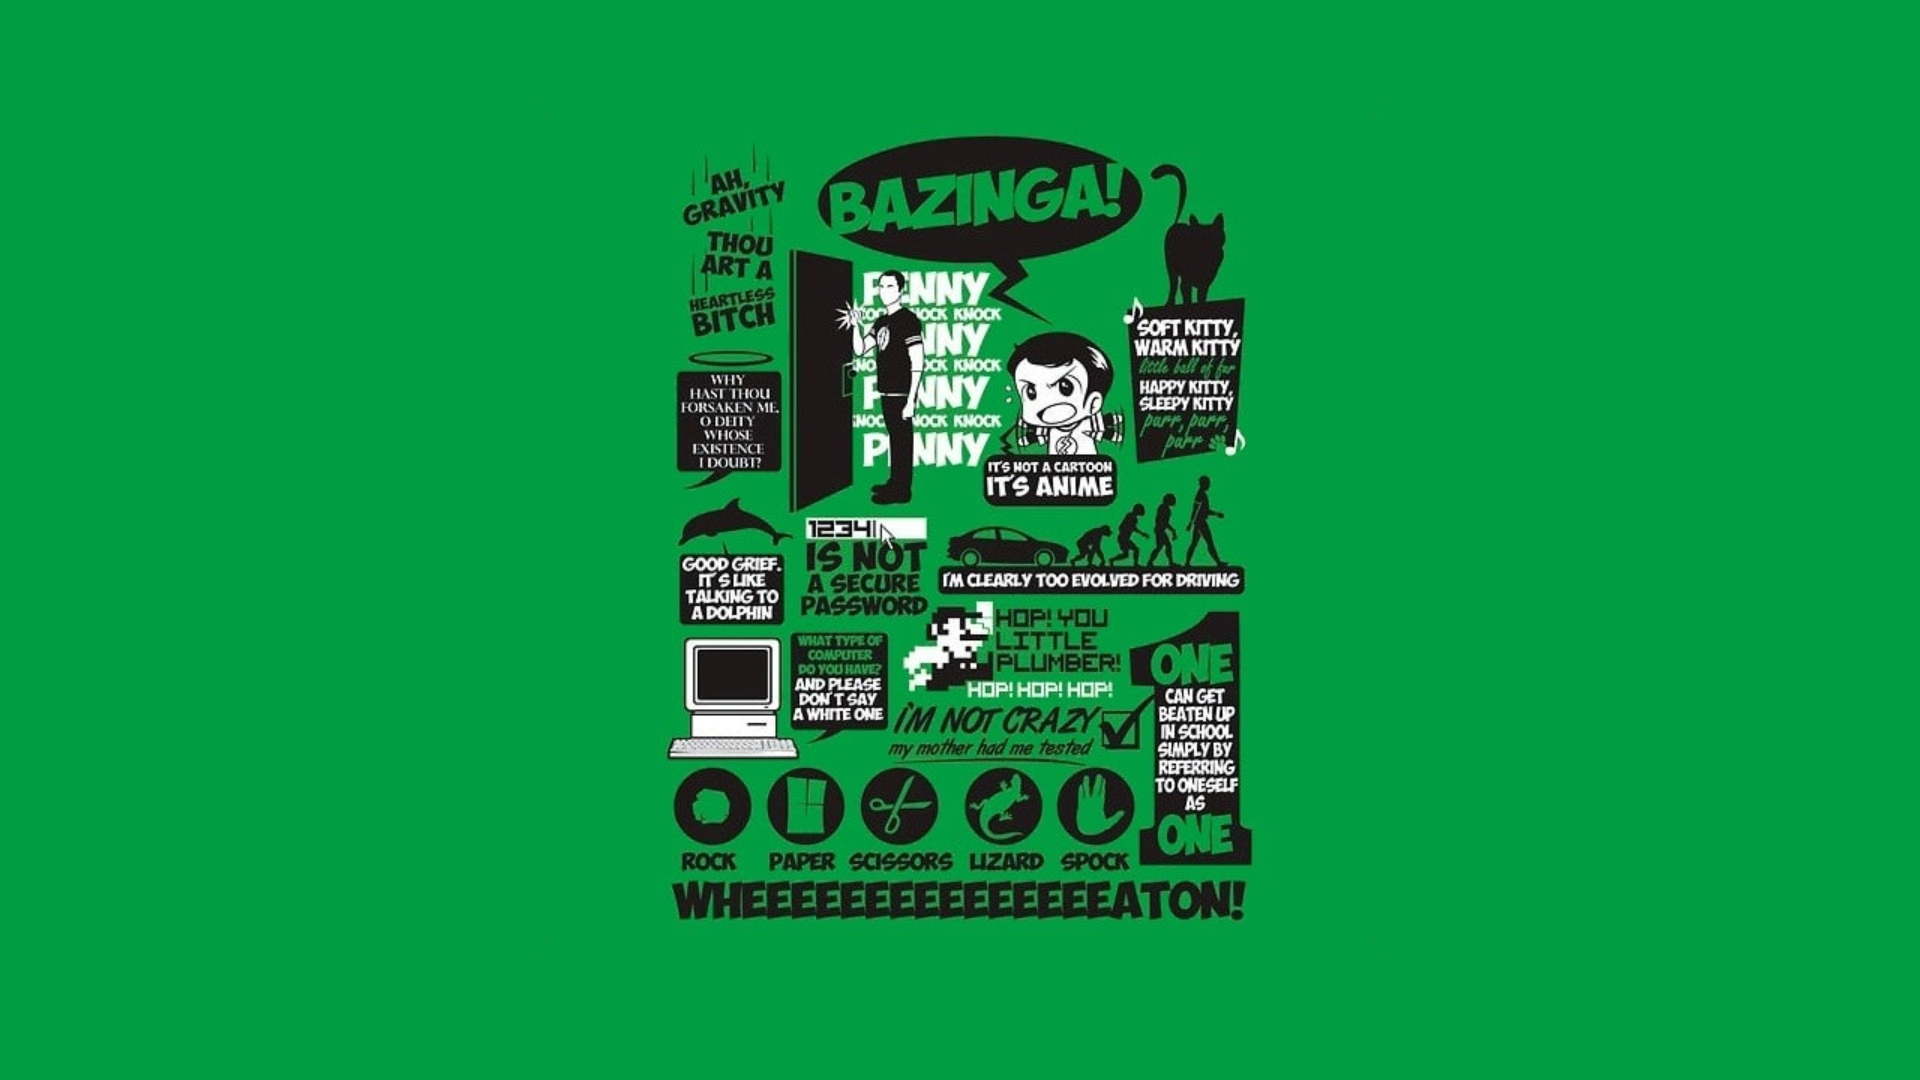 AH,
GRAVITY
THOU
ART A
HEARTLESS
BITCH
BAZINGA!
PENNY
KNOCK KNOCK KNOCK
PENNY
KNOCK KNOCK KNOCK
PENNY
KNOCK KNOCK KNOCK
PENNY
SOFT KITTY,
WARM KITTY
little ball of fur
HAPPY KITTY,
SLEEPY KITTY
purr, purr,
purr
WHY
HAST THOU
FORSAKEN ME,
O DEITY
WHOSE
EXISTENCE
I DOUBT?
IT'S NOT A CARTOON
IT'S ANIME
GOOD GRIEF.
IT'S LIKE
TALKING TO
A DOLPHIN
1234
IS NOT
A SECURE
PASSWORD
I'M CLEARLY TOO EVOLVED FOR DRIVING
HOP! YOU
LITTLE
PLUMBER!
HOP! HOP! HOP!
WHAT TYPE OF
COMPUTER
DO YOU HAVE?
AND PLEASE
DON'T SAY
A WHITE ONE
I'M NOT CRAZY
my mother had me tested
ONE
CAN GET
BEATEN UP
IN SCHOOL
SIMPLY BY
REFERRING
TO ONESELF
AS
ONE
ROCK PAPER SCISSORS LIZARD SPOCK
WHEEEEEEEEEEEEEEEEATON!